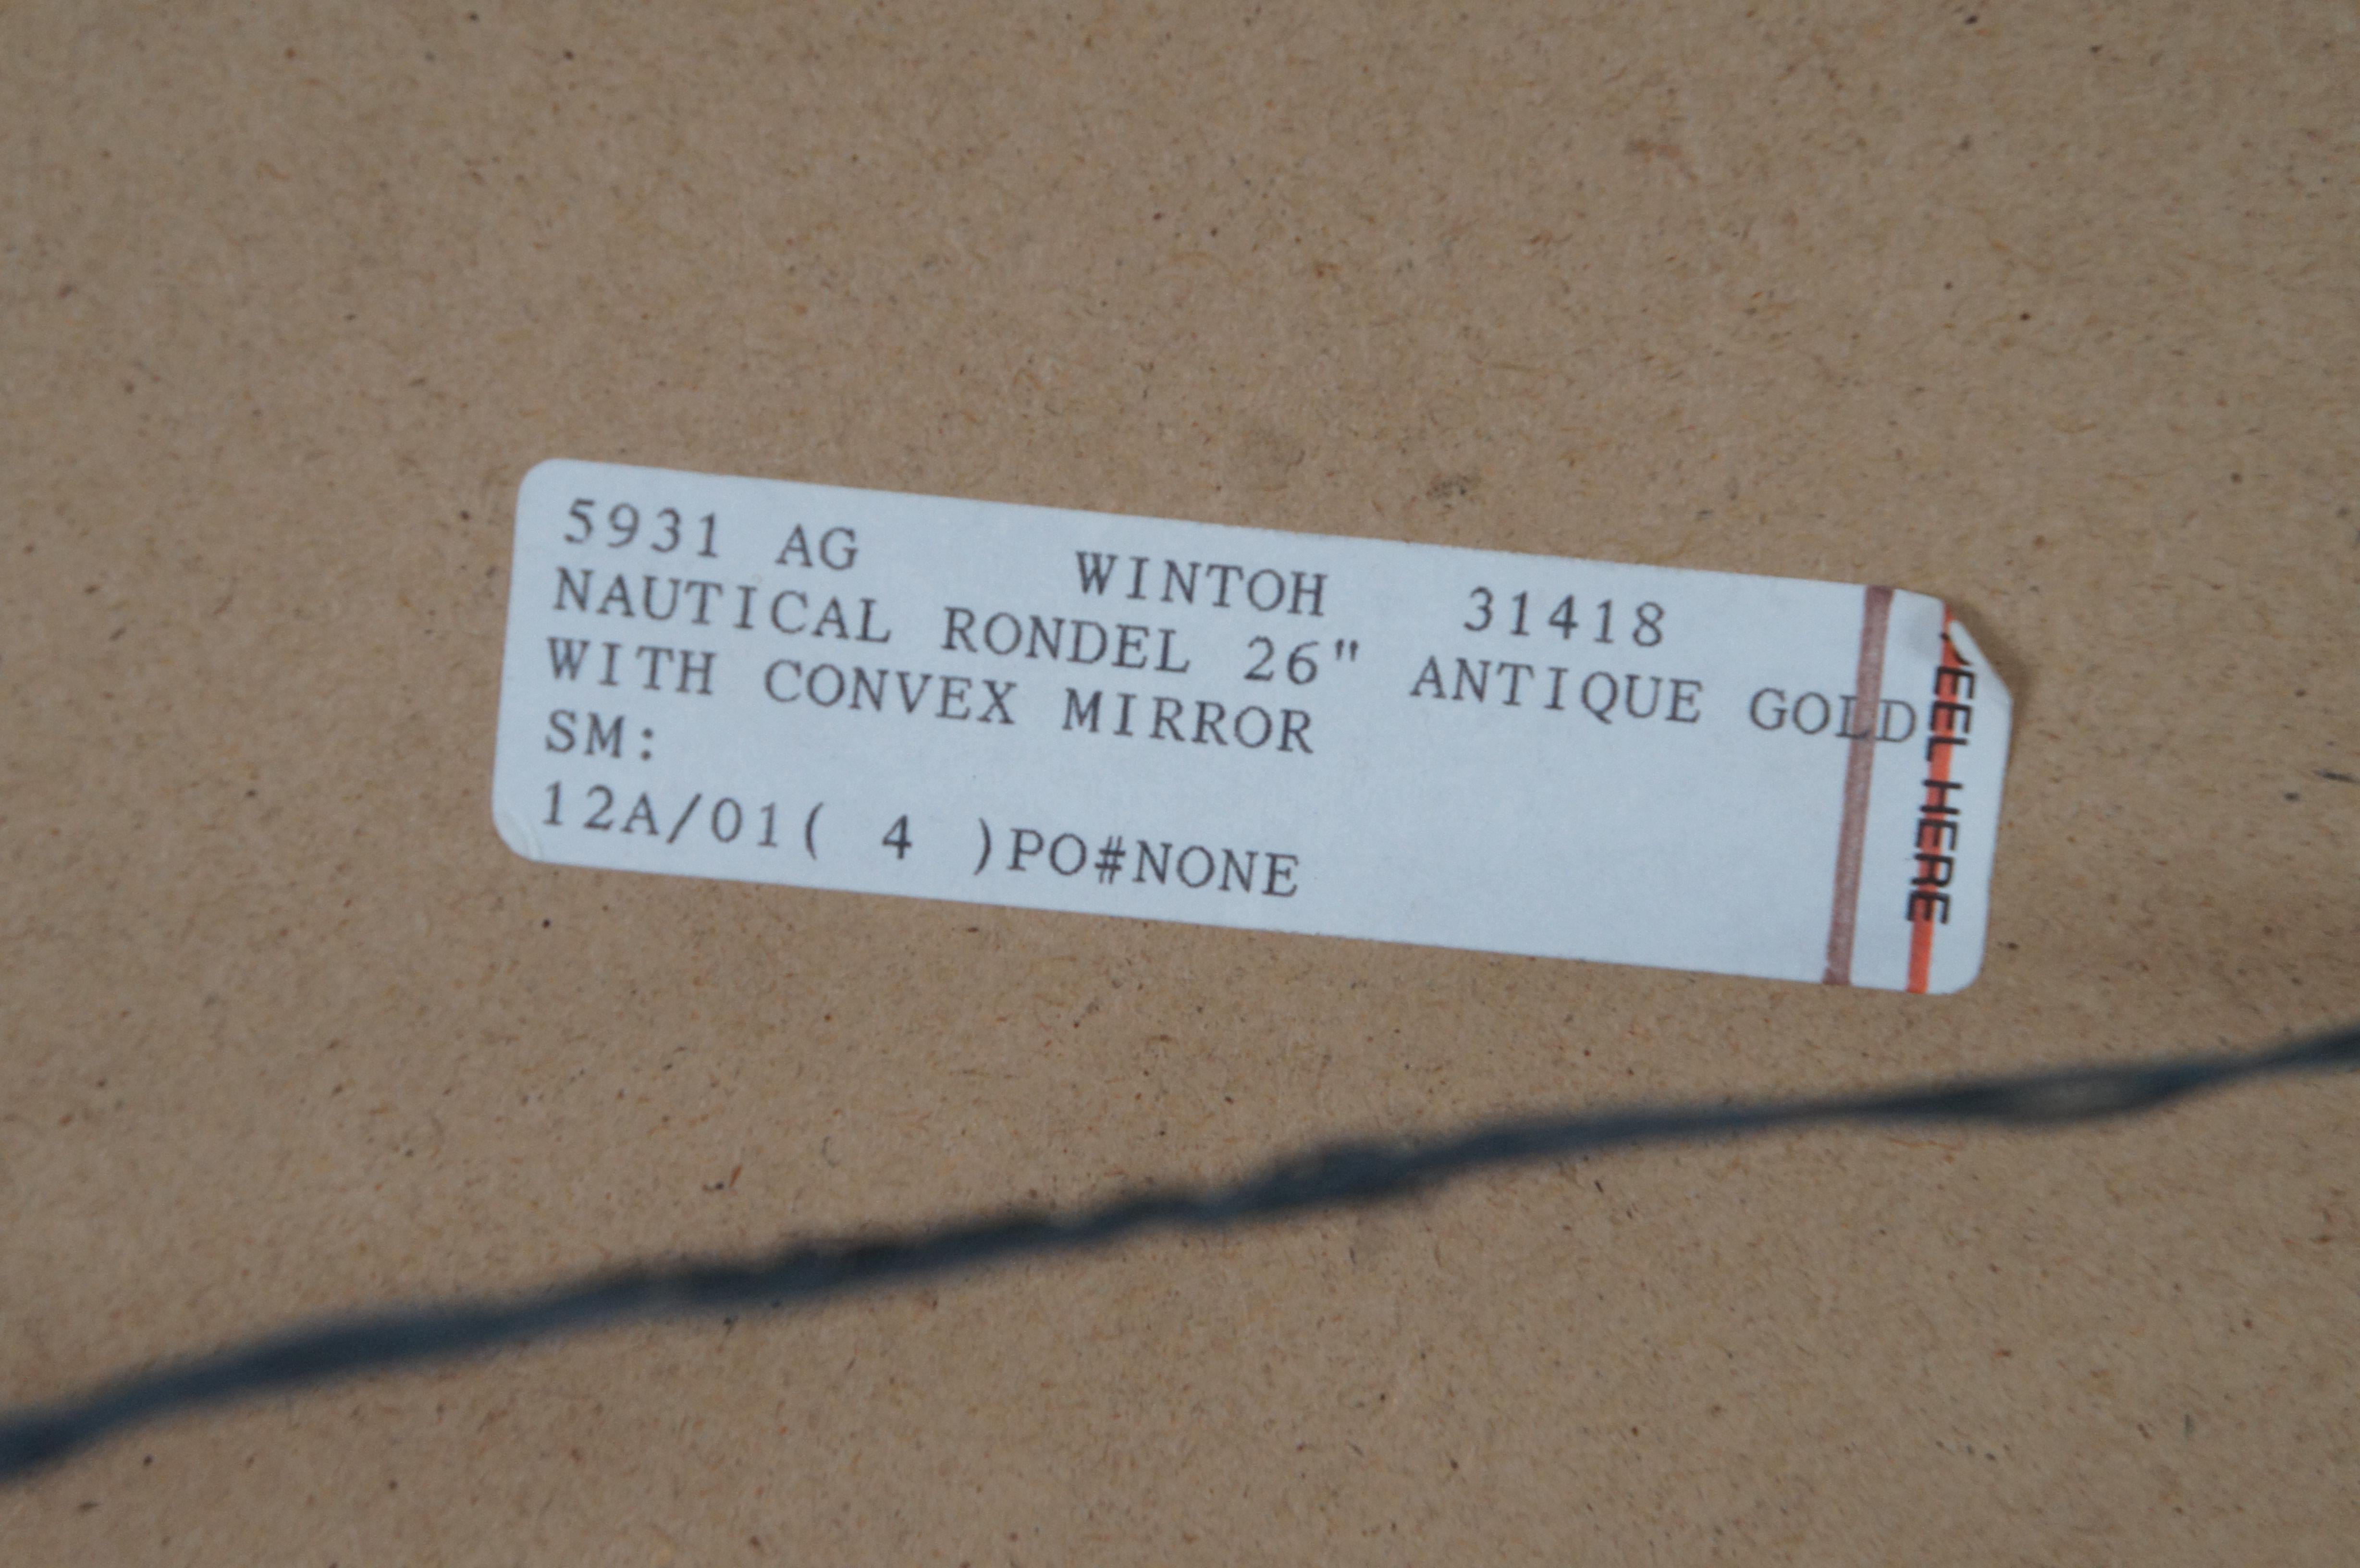 5931 AG WINTOH 31418
NAUTICAL RONDEL 26" ANTIQUE GOLD
WITH CONVEX MIRROR
SM:
12A/01( 4 )PO#NONE
EEL HERE